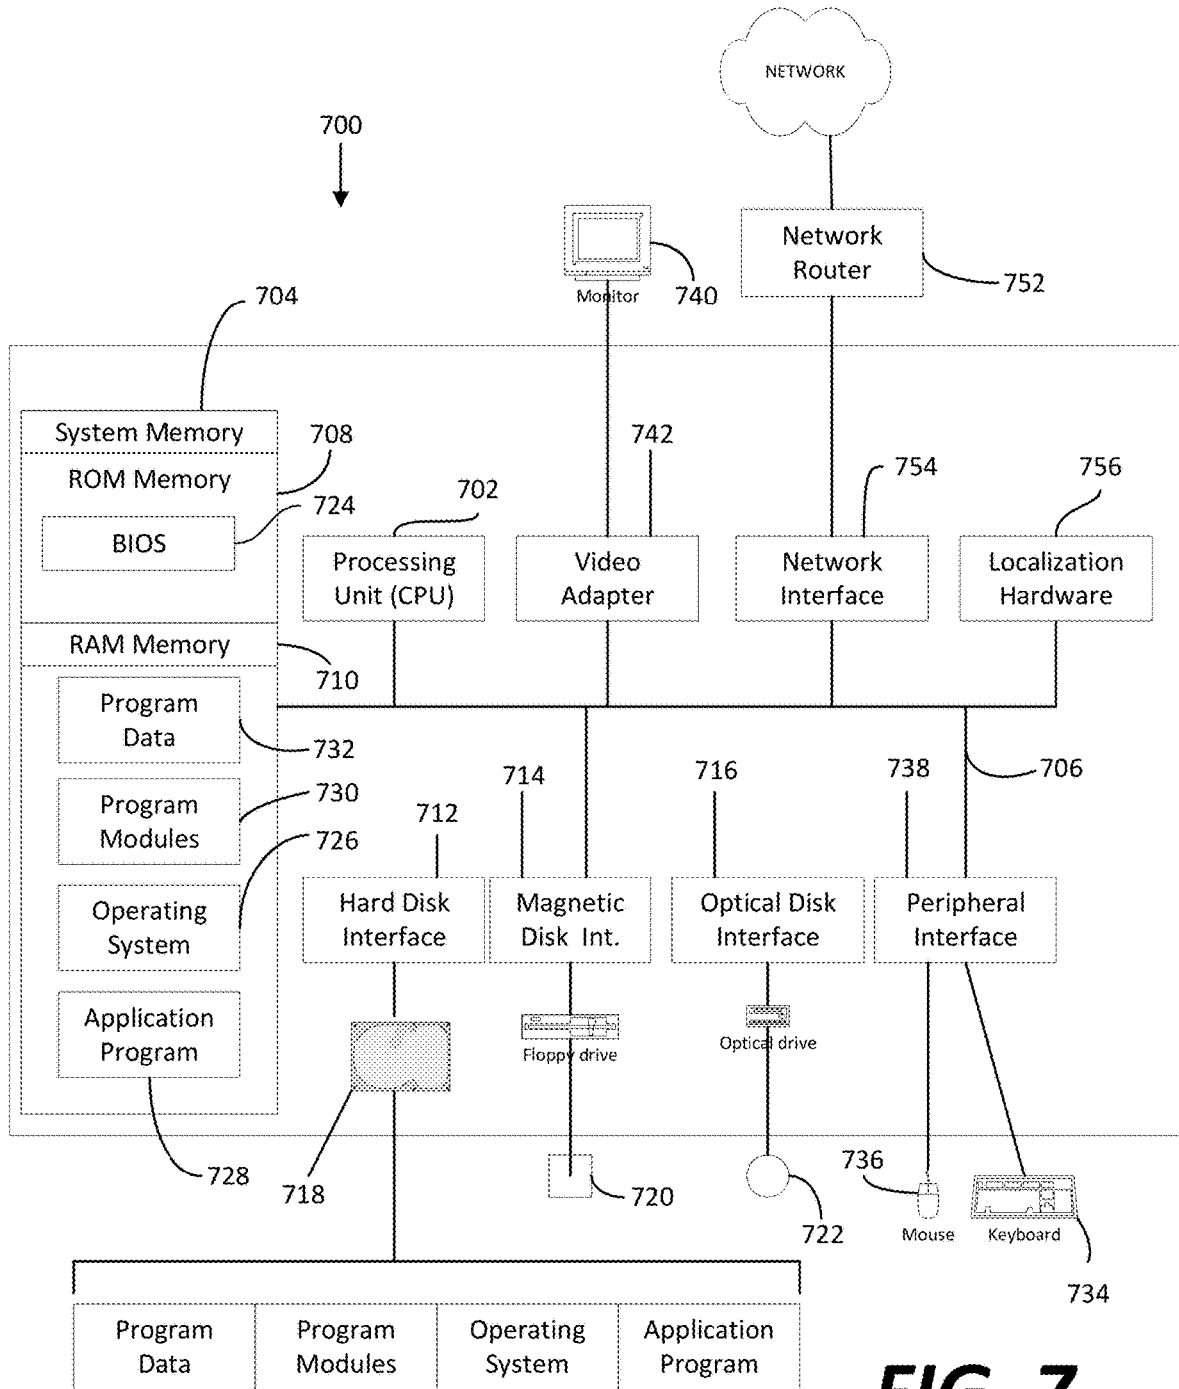 NETWORK
700
Network
Router
752
Monitor
740
704
System Memory
708
742
ROM Memory
754
756
702
724
BIOS
Processing
Unit (CPU)
Video
Adapter
Network
Interface
Localization
Hardware
RAM Memory
710
Program
Data
732
714
716
738
706
730
Program
Modules
712
726
Operating
System
Hard Disk
Interface
Magnetic
Disk Int.
Optical Disk
Interface
Peripheral
Interface
Application
Program
Floppy drive
Optical drive
728
718
720
722
736
Mouse
Keyboard
734
Program
Data
Program
Modules
Operating
System
Application
Program
FIG. 7